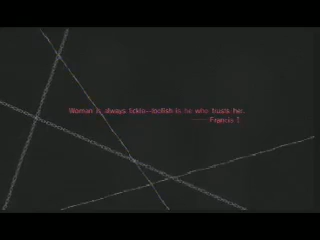 Woman is always fickle—foolish is he who trusts her.
—— Francis I